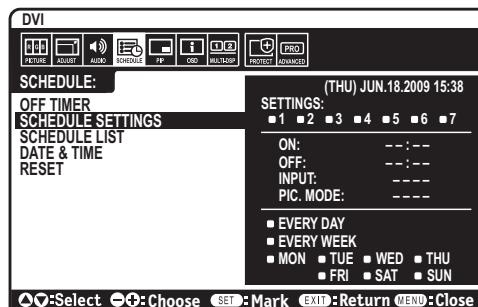 DVI
RGB
PICTURE ADJUST AUDIO SCHEDULE PIP OSD 12 MULTI-DSP PROTECT PRO ADVANCED
SCHEDULE:
OFF TIMER
SCHEDULE SETTINGS
SCHEDULE LIST
DATE & TIME
RESET
(THU) JUN.18.2009 15:38
SETTINGS:
1 2 3 4 5 6 7
ON: --:--
OFF: --:--
INPUT: ----
PIC. MODE: ----
EVERY DAY
EVERY WEEK
MON TUE WED THU
FRI SAT SUN
:Select :Choose SET:Mark EXIT:Return MENU:Close